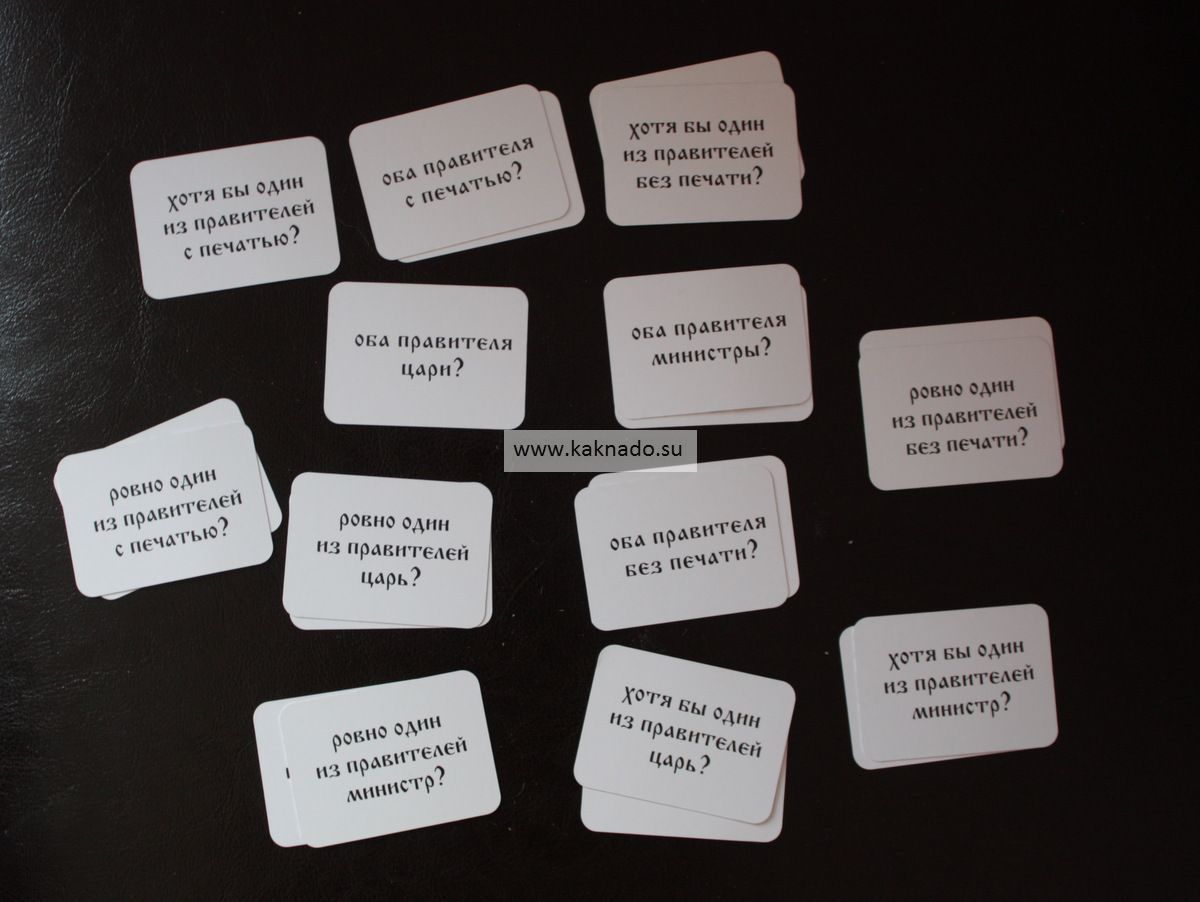 хотя бы один
из правителей
с печатью?
оба правителя
с печатью?
хотя бы один
из правителей
без печати?
оба правителя
цари?
оба правителя
министры?
ровно один
из правителей
без печати?
www.kaknado.su
ровно один
из правителей
с печатью?
ровно один
из правителей
царь?
оба правителя
без печати?
ровно один
из правителей
министр?
хотя бы один
из правителей
царь?
хотя бы один
из правителей
министр?